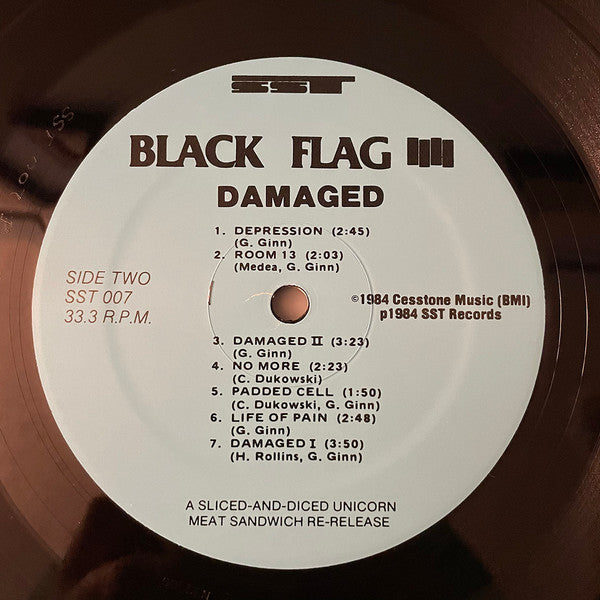 SST
BLACK FLAG
DAMAGED
1. DEPRESSION (2:45)
(G. Ginn)
2. ROOM 13 (2:03)
(Medea, G. Ginn)
SIDE TWO
SST 007
33.3 R.P.M.
©1984 Cesstone Music (BMI)
p1984 SST Records
3. DAMAGED II (3:23)
(G. Ginn)
4. NO MORE (2:23)
(C. Dukowski)
5. PADDED CELL (1:50)
(C. Dukowski, G. Ginn)
6. LIFE OF PAIN (2:48)
(G. Ginn)
7. DAMAGED I (3:50)
(H. Rollins, G. Ginn)
A SLICED-AND-DICED UNICORN
MEAT SANDWICH RE-RELEASE